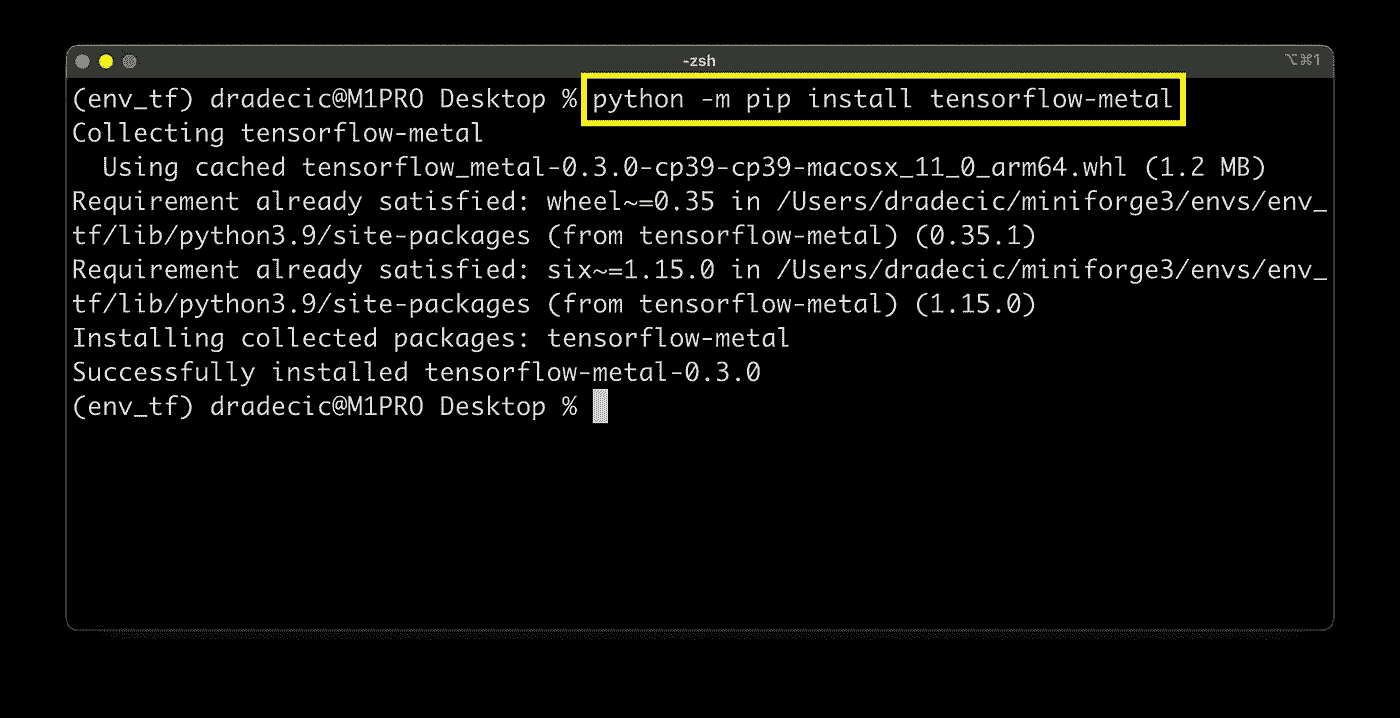 -zsh
⌥⌘1
(env_tf) dradecic@M1PRO Desktop % python -m pip install tensorflow-metal
Collecting tensorflow-metal
  Using cached tensorflow_metal-0.3.0-cp39-cp39-macosx_11_0_arm64.whl (1.2 MB)
Requirement already satisfied: wheel~=0.35 in /Users/dradecic/miniforge3/envs/env_
tf/lib/python3.9/site-packages (from tensorflow-metal) (0.35.1)
Requirement already satisfied: six~=1.15.0 in /Users/dradecic/miniforge3/envs/env_
tf/lib/python3.9/site-packages (from tensorflow-metal) (1.15.0)
Installing collected packages: tensorflow-metal
Successfully installed tensorflow-metal-0.3.0
(env_tf) dradecic@M1PRO Desktop %